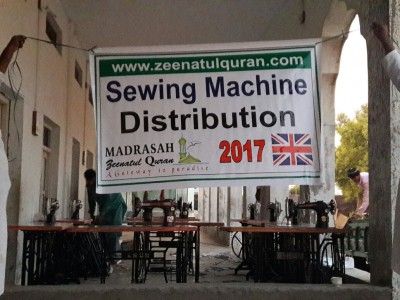 www.zeenatulquran.com
Sewing Machine
Distribution
MADRASAH
Zeenatul Quran
A Gateway to paradise
2017